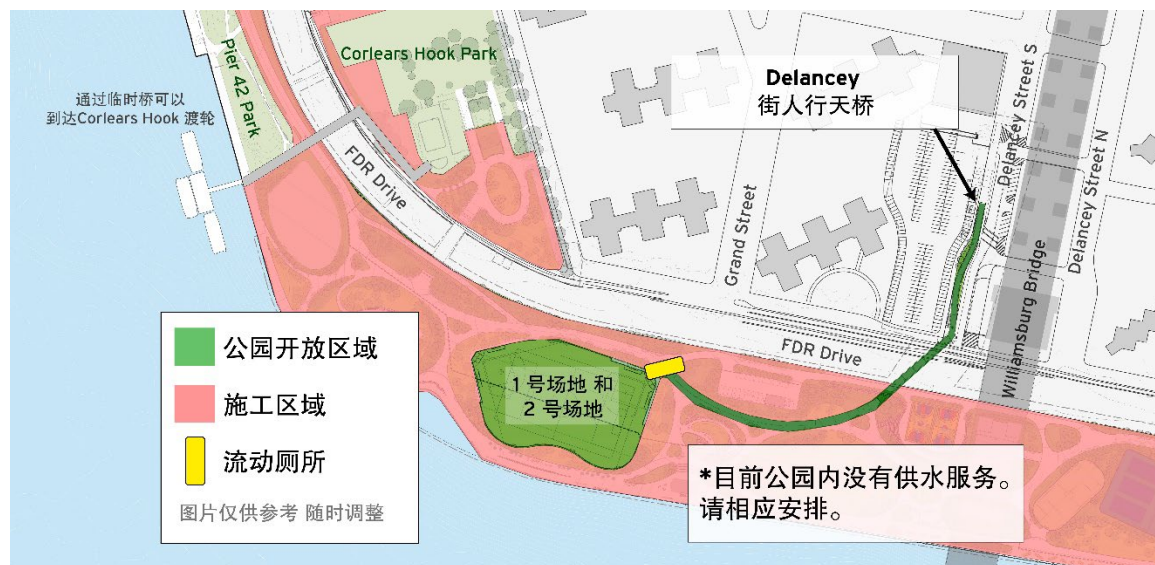 Pier 42 Park
Corlears Hook Park
通过临时桥可以
到达Corlears Hook 渡轮
Delancey
街人行天桥
Delancey Street S
Delancey Street N
FDR Drive
Grand Street
Williamsburg Bridge
FDR Drive
公园开放区域
施工区域
流动厕所
图片仅供参考 随时调整
1 号场地 和
2 号场地
*目前公园内没有供水服务。
请相应安排。